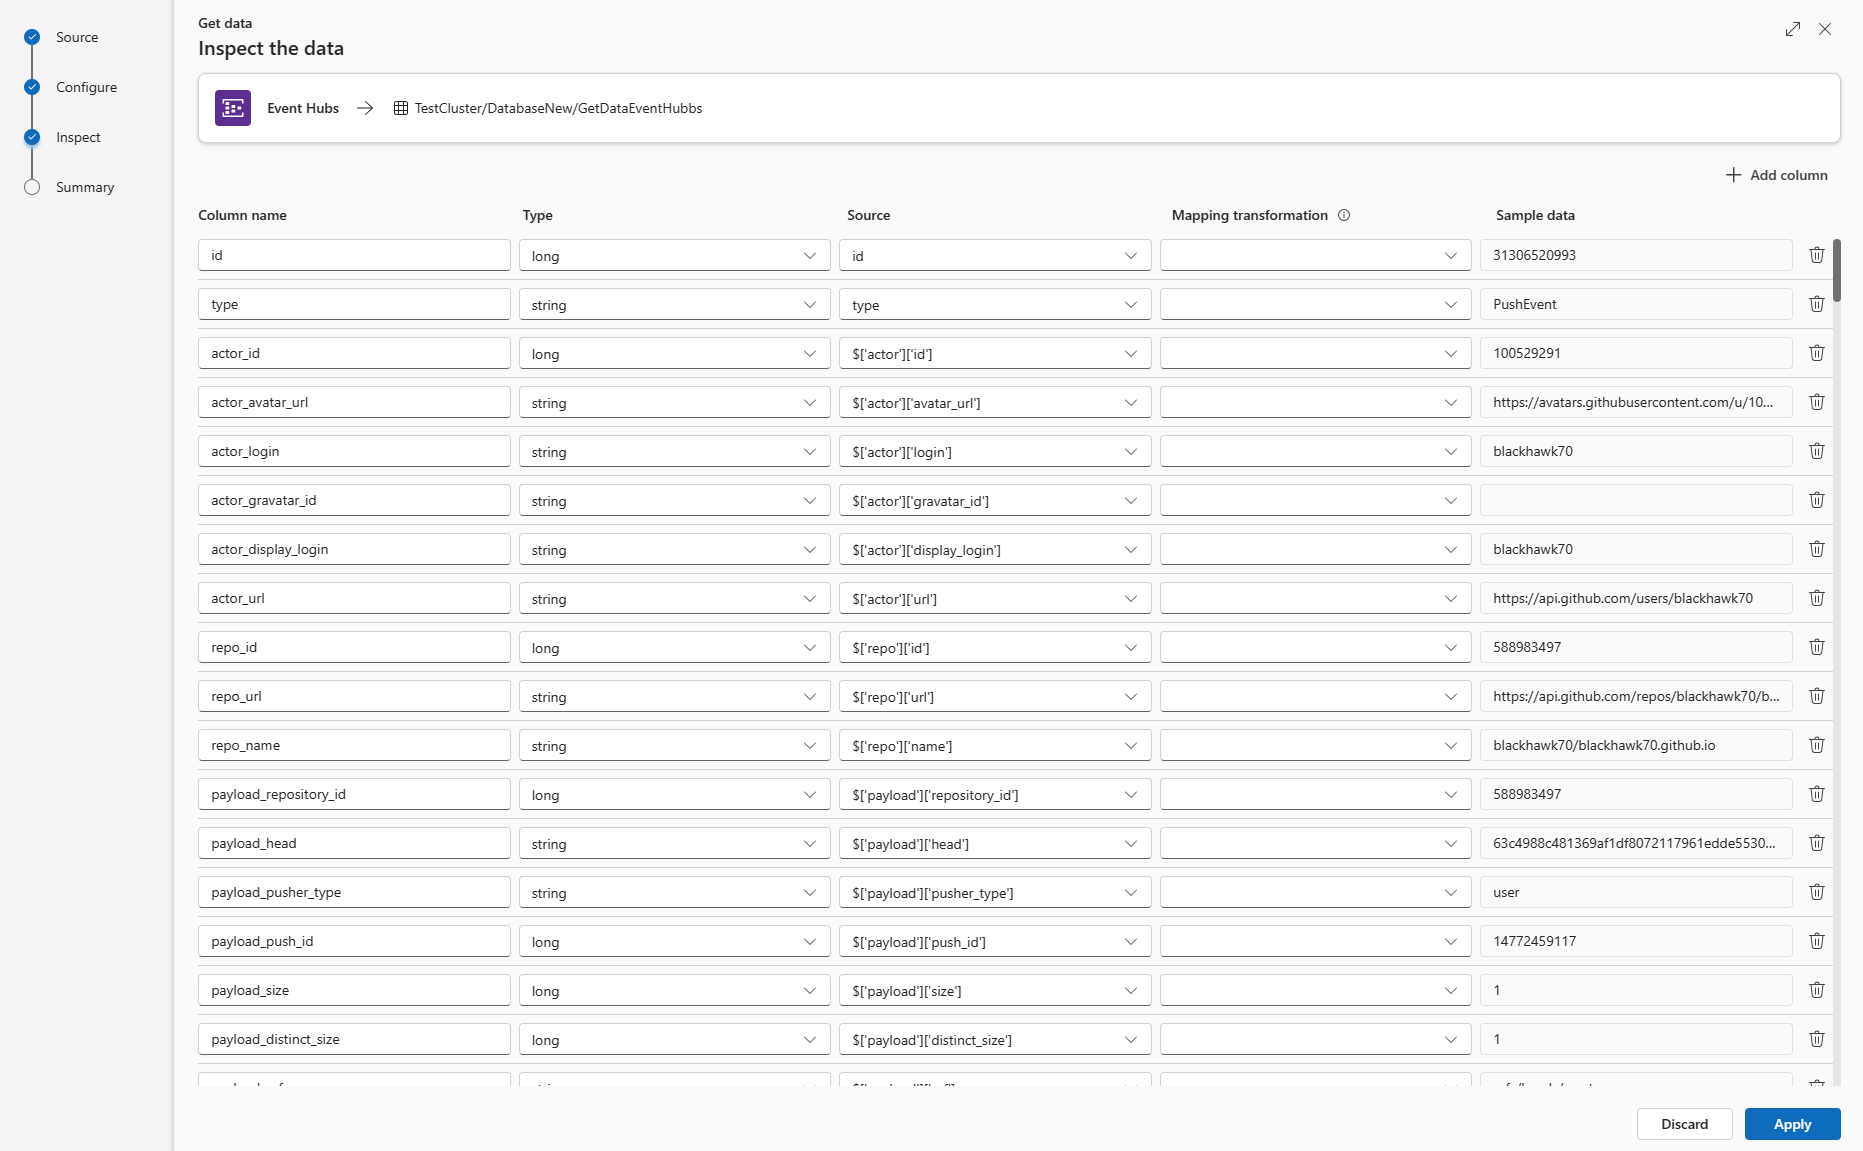 Source
Configure
Inspect
Summary
Get data
Inspect the data
Event Hubs TestCluster/DatabaseNew/GetDataEventHubbs
Add column
Column name Type Source Mapping transformation Sample data
id long id 31306520993
type string type PushEvent
actor_id long $['actor']['id'] 100529291
actor_avatar_url string $['actor']['avatar_url'] https://avatars.githubusercontent.com/u/10...
actor_login string $['actor']['login'] blackhawk70
actor_gravatar_id string $['actor']['gravatar_id']
actor_display_login string $['actor']['display_login'] blackhawk70
actor_url string $['actor']['url'] https://api.github.com/users/blackhawk70
repo_id long $['repo']['id'] 588983497
repo_url string $['repo']['url'] https://api.github.com/repos/blackhawk70/b...
repo_name string $['repo']['name'] blackhawk70/blackhawk70.github.io
payload_repository_id long $['payload']['repository_id'] 588983497
payload_head string $['payload']['head'] 63c4988c481369af1df8072117961edde5530...
payload_pusher_type string $['payload']['pusher_type'] user
payload_push_id long $['payload']['push_id'] 14772459117
payload_size long $['payload']['size'] 1
payload_distinct_size long $['payload']['distinct_size'] 1
Discard Apply